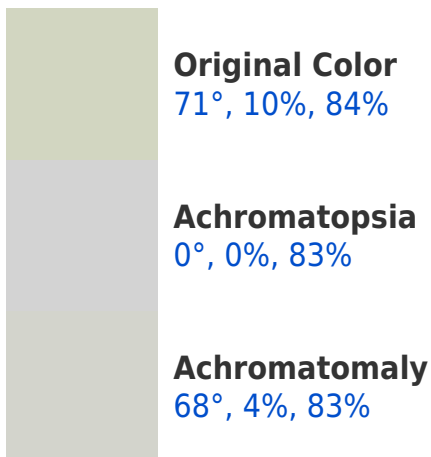 Original Color
71°, 10%, 84%
Achromatopsia
0°, 0%, 83%
Achromatomaly
68°, 4%, 83%